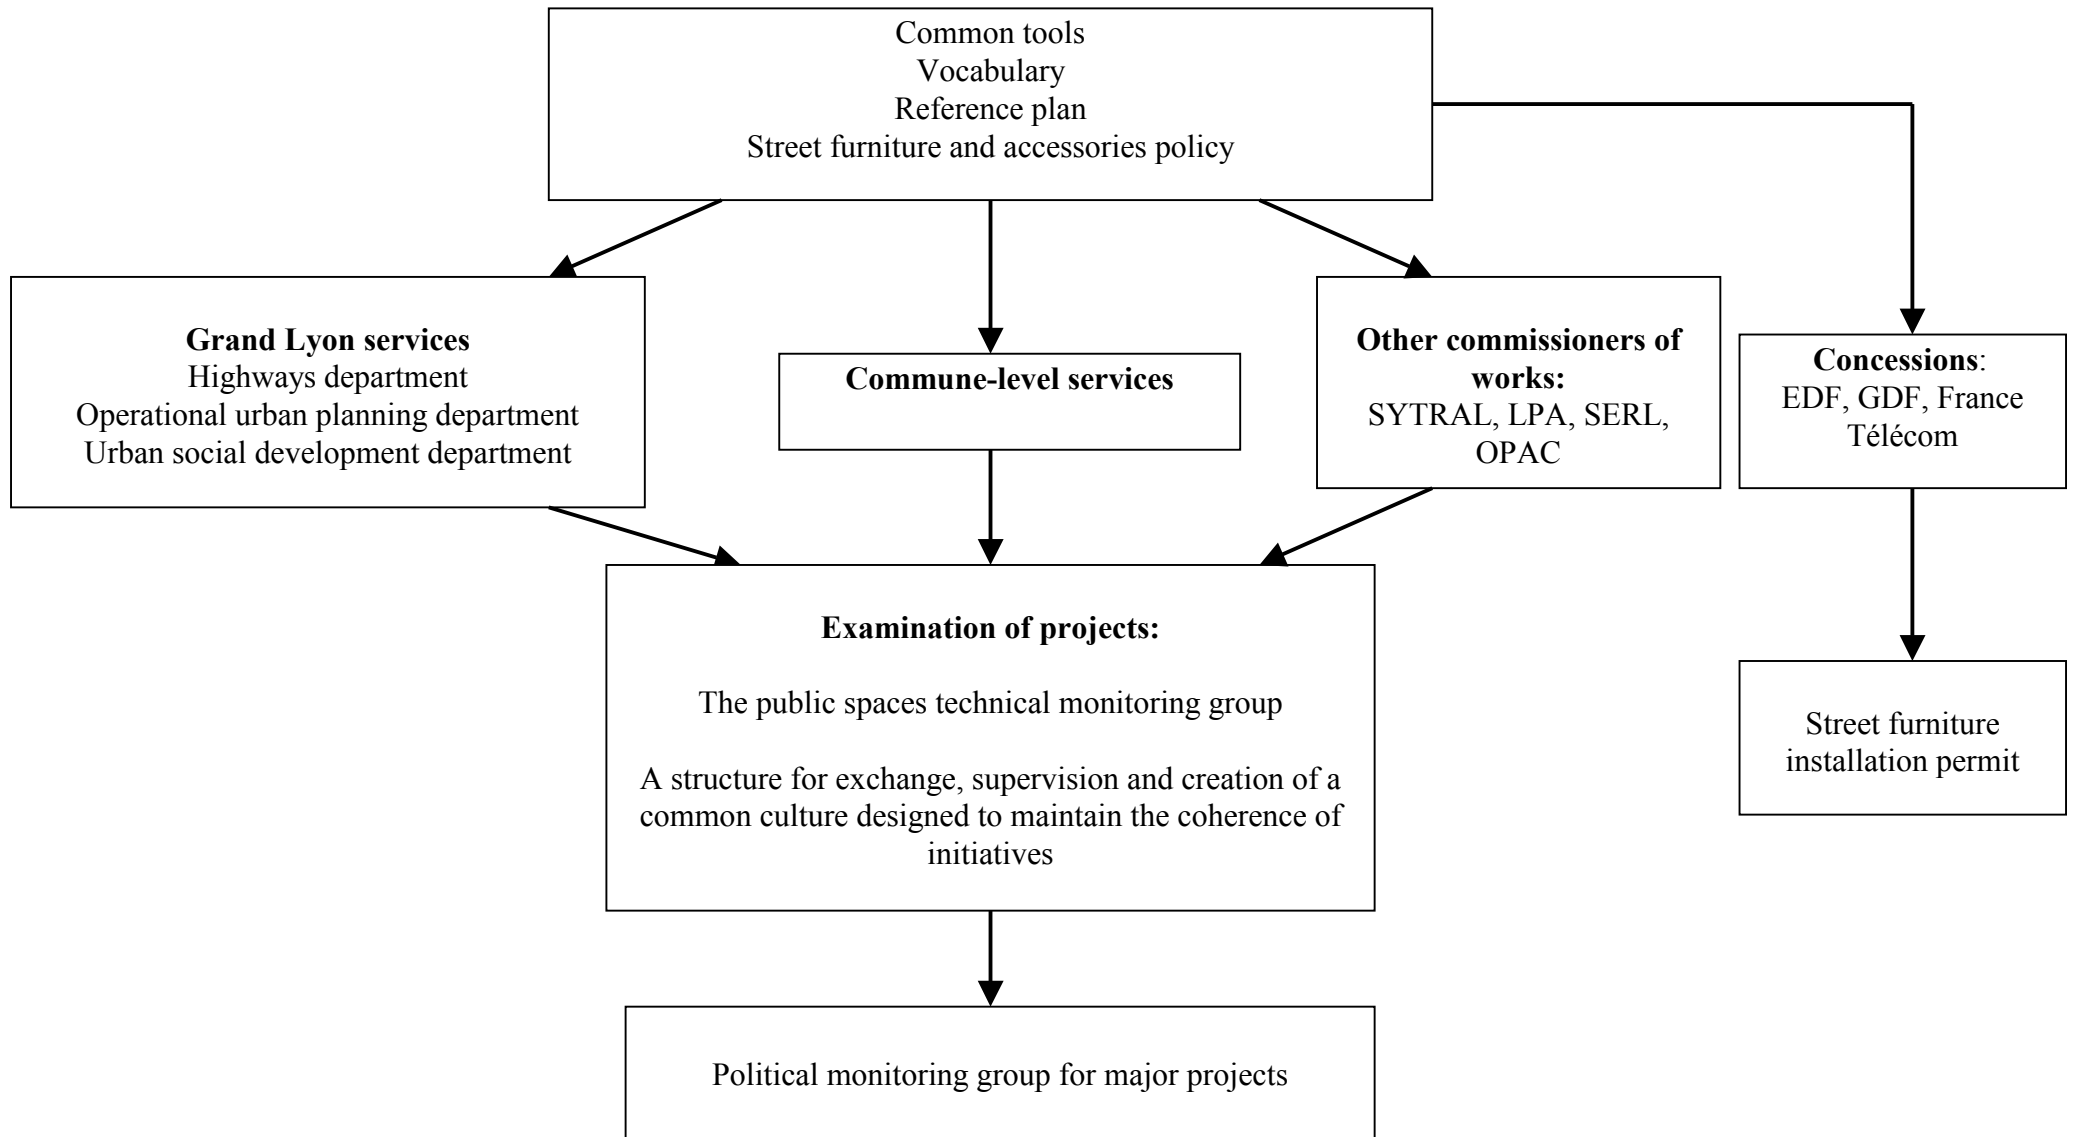 Common tools
Vocabulary
Reference plan
Street furniture and accessories policy
Grand Lyon services
Highways department
Operational urban planning department
Urban social development department
Commune-level services
Other commissioners of
works:
SYTRAL, LPA, SERL,
OPAC
Concessions:
EDF, GDF, France
Télécom
Examination of projects:
The public spaces technical monitoring group
A structure for exchange, supervision and creation of a
common culture designed to maintain the coherence of
initiatives
Street furniture
installation permit
Political monitoring group for major projects